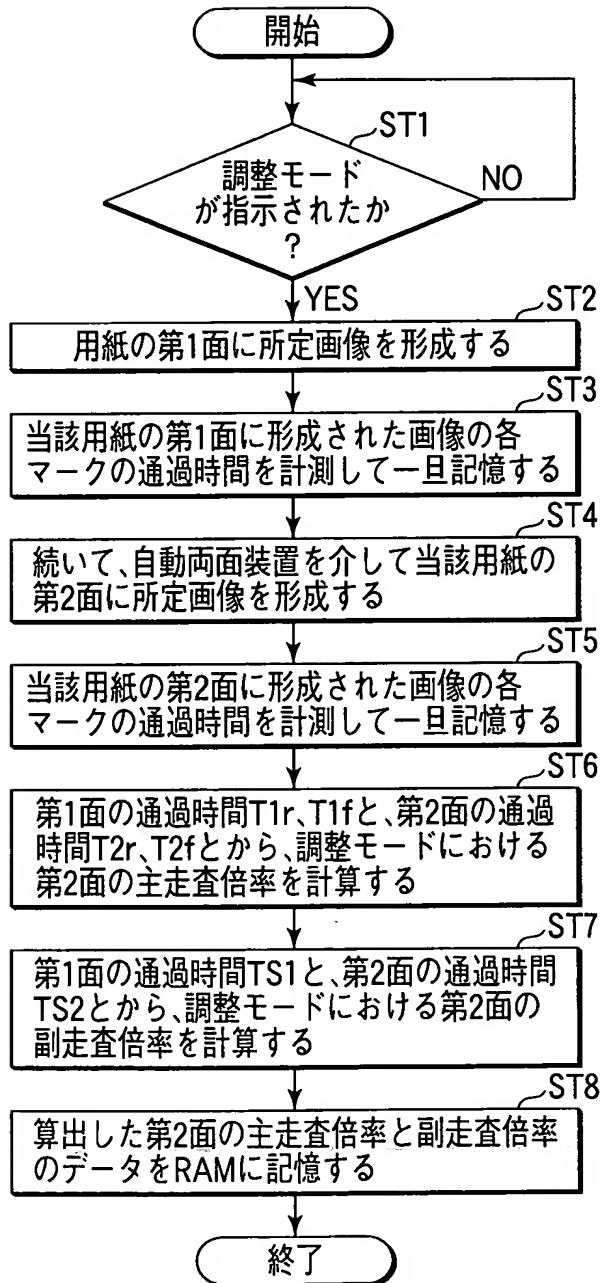 開始
ST1
調整モード
が指示されたか
?
NO
YES
ST2
用紙の第1面に所定画像を形成する
ST3
当該用紙の第1面に形成された画像の各
マークの通過時間を計測して一旦記憶する
ST4
続いて、自動両面装置を介して当該用紙の
第2面に所定画像を形成する
ST5
当該用紙の第2面に形成された画像の各
マークの通過時間を計測して一旦記憶する
ST6
第1面の通過時間T1r、T1fと、第2面の通過
時間T2r、T2fとから、調整モードにおける
第2面の主走査倍率を計算する
ST7
第1面の通過時間TS1と、第2面の通過時間
TS2とから、調整モードにおける第2面の
副走査倍率を計算する
ST8
算出した第2面の主走査倍率と副走査倍率
のデータをRAMに記憶する
終了